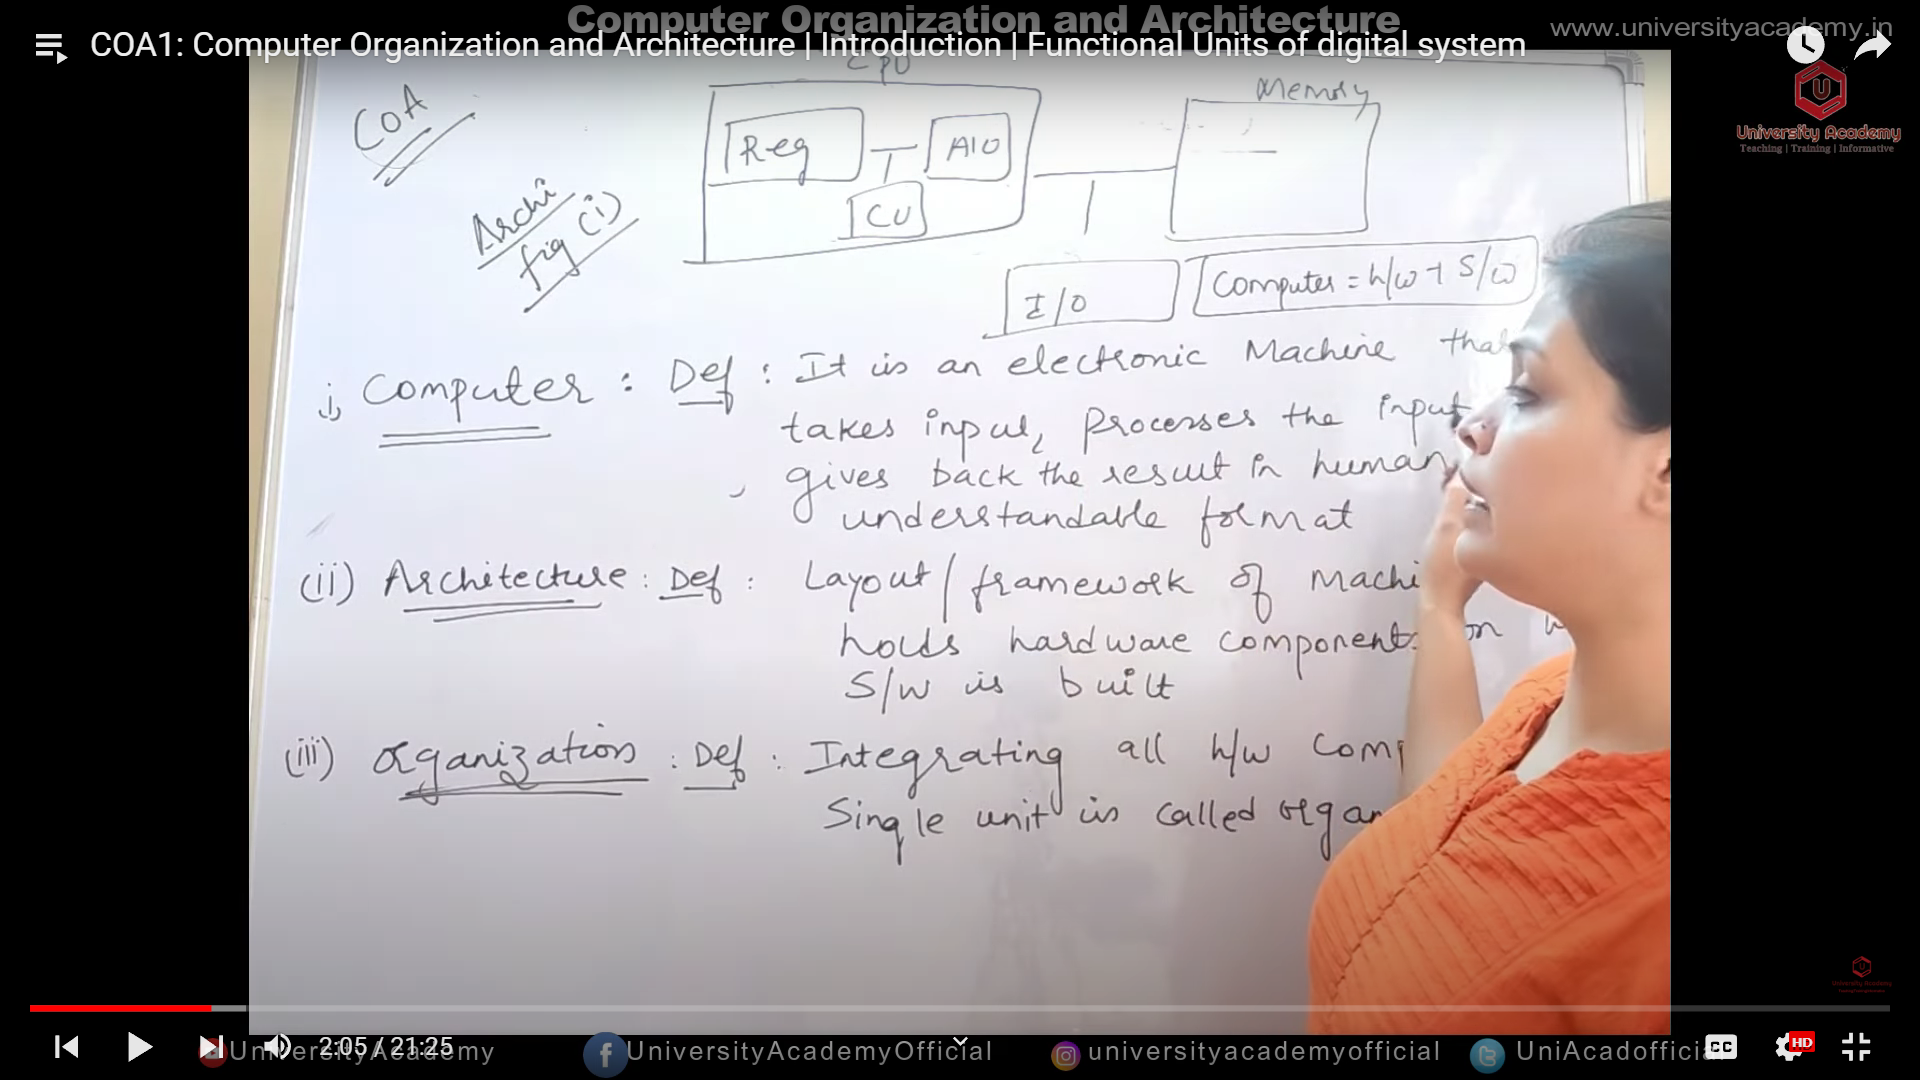 Computer Organization and Architecture
www.universityacademy.in
COA1: Computer Organization and Architecture | Introduction | Functional Units of digital system
University Academy
Teaching | Training | Informative
COA
CPU
Memory
Reg
ALU
CU
Archi
fig (i)
I/O
Computer = h/w + S/w
i) Computer : Def : It is an electronic Machine that
takes input, Processes the input
, gives back the result in human
understandable format
(ii) Architecture : Def : Layout / framework of Machi
holds hardware components on
S/w is built
(iii) Organization : Def : Integrating all h/w comp
Single unit is called organ
University Academy
2:05 / 21:25
UniversityAcademy
UniversityAcademyOfficial
universityacademyofficial
UniAcadofficial
CC
HD